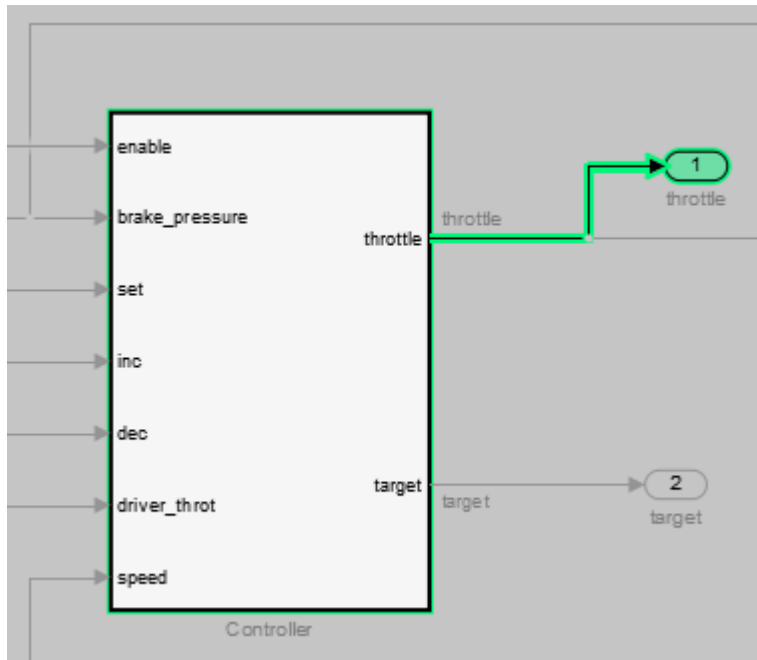 enable
brake_pressure
set
inc
dec
driver_throt
speed
throttle
target
Controller
throttle
target
1
throttle
2
target